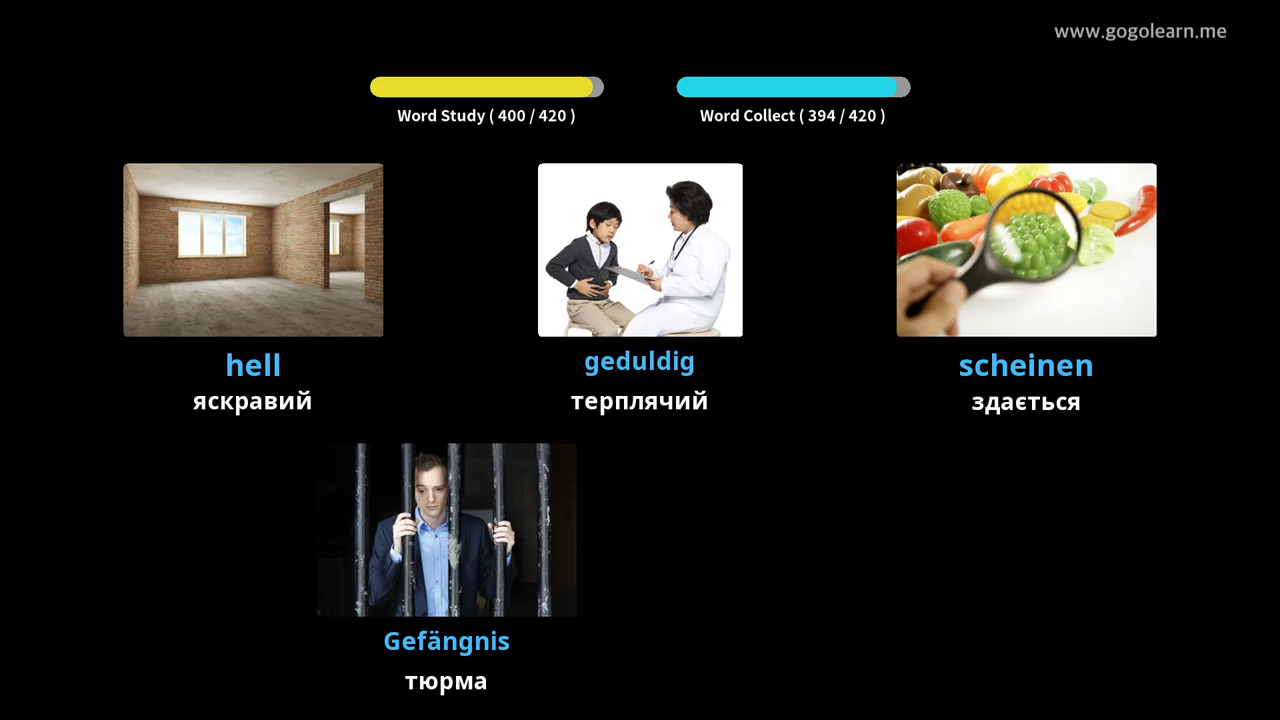 www.gogolearn.me
Word Study ( 400 / 420 )
Word Collect ( 394 / 420 )
hell
яскравий
geduldig
терплячий
scheinen
здається
Gefängnis
тюрма